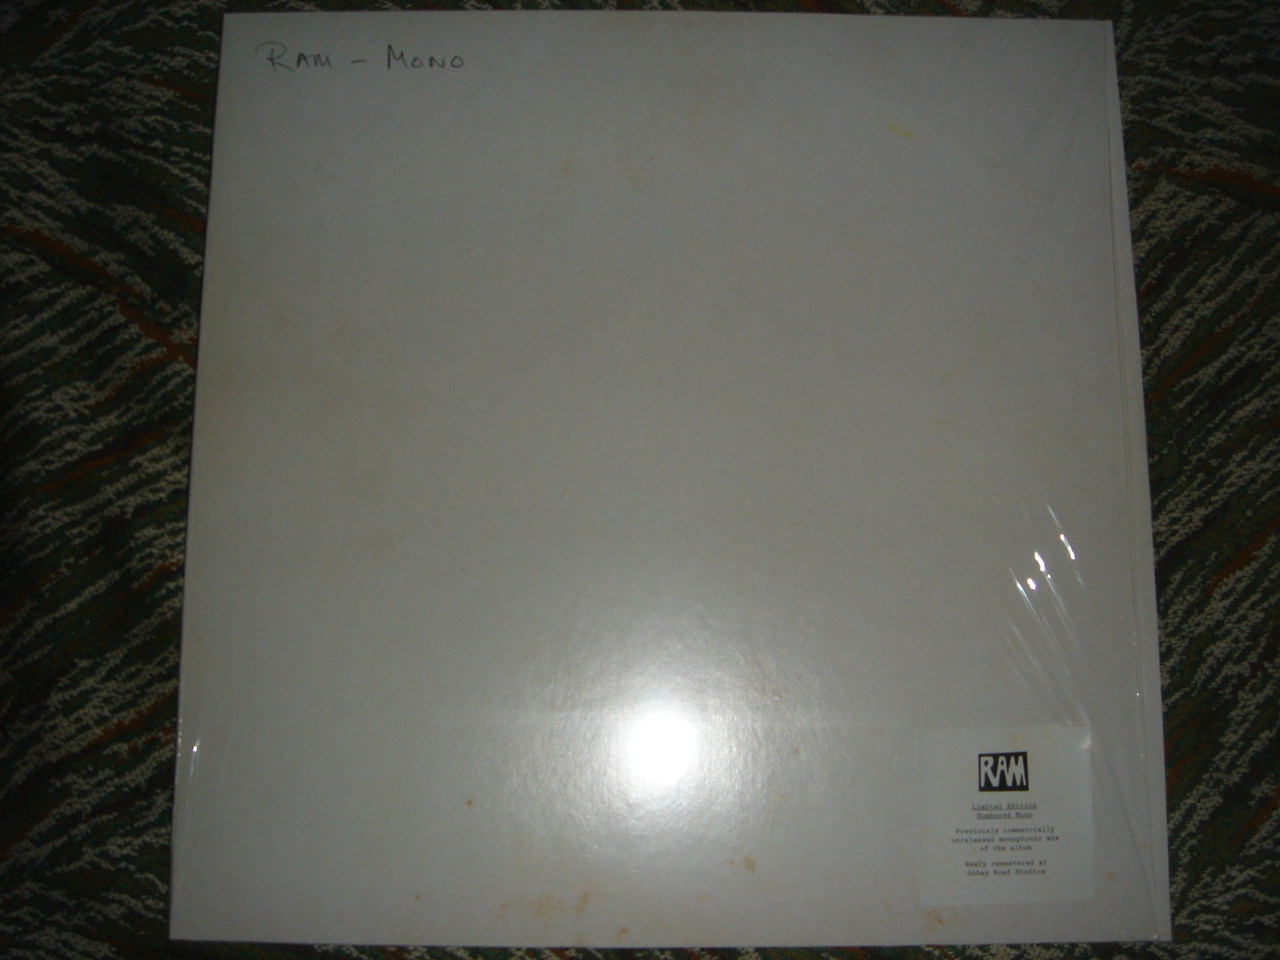 RAM - MONO
RAM
Limited Edition
Numbered Mono
Previously commercially
unreleased monophonic mix
of the album
Newly remastered at
Abbey Road Studios